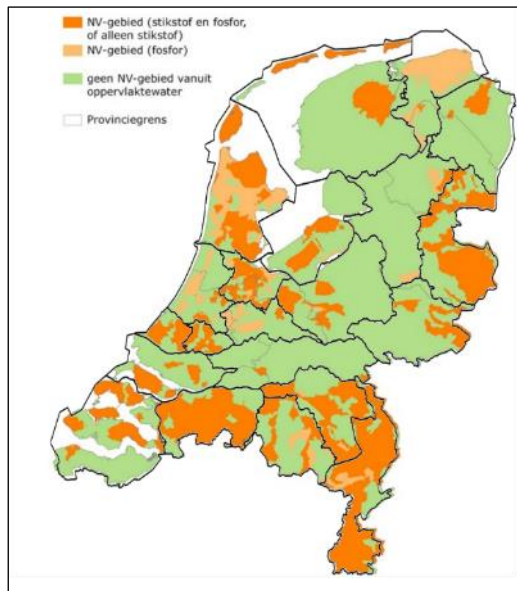 NV-gebied (stikstof en fosfor,
of alleen stikstof)
NV-gebied (fosfor)
geen NV-gebied vanuit
oppervlaktewater
Provinciegrens